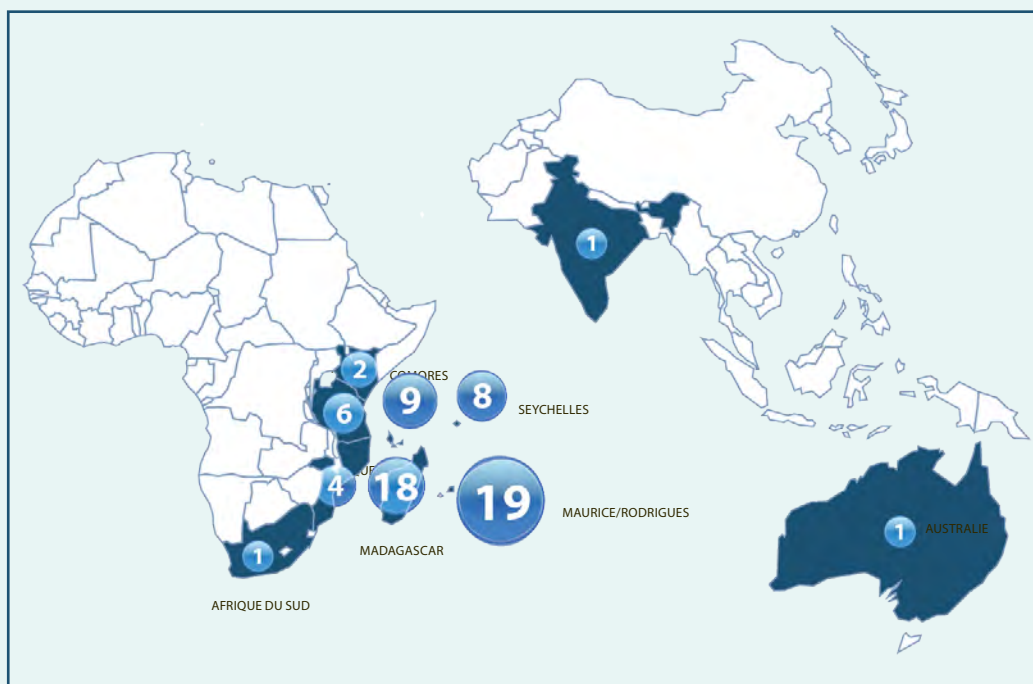 1
2
COMORES
9
8
SEYCHELLES
6
4
18
19
MAURICE/RODRIGUES
MADAGASCAR
1
AUSTRALIE
1
AFRIQUE DU SUD